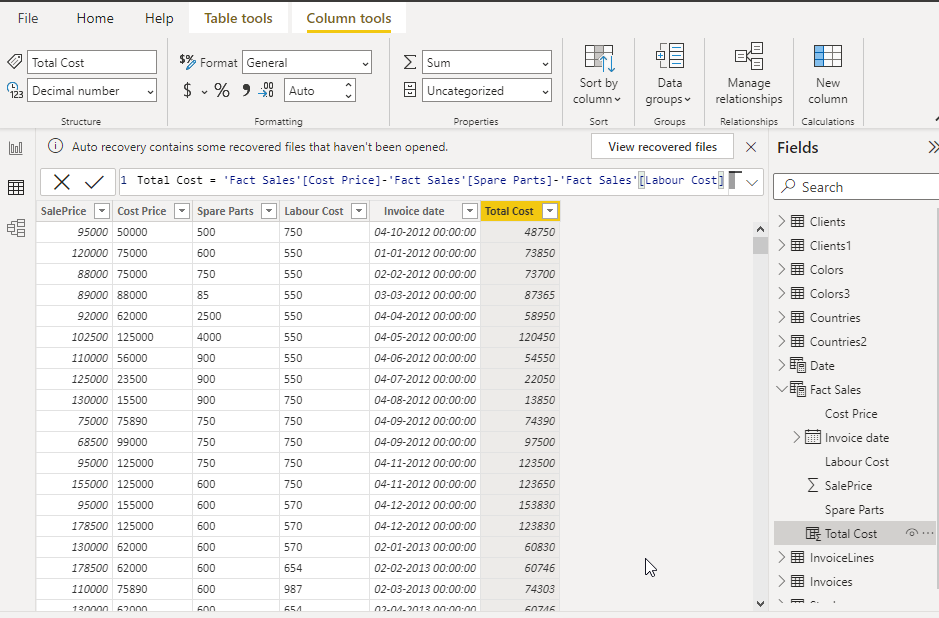 File Home Help Table tools Column tools
Total Cost
$% Format General
Sum
Decimal number
$ % 9 .00 Auto
Uncategorized
Sort by column
Data groups
Manage relationships
New column
Structure Formatting Properties Sort Groups Relationships Calculations
Auto recovery contains some recovered files that haven't been opened. View recovered files
Fields
1 Total Cost = 'Fact Sales'[Cost Price]-'Fact Sales'[Spare Parts]-'Fact Sales'[Labour Cost]
Search
SalePrice Cost Price Spare Parts Labour Cost Invoice date Total Cost
95000 50000 500 750 04-10-2012 00:00:00 48750
120000 75000 600 550 01-01-2012 00:00:00 73850
88000 75000 750 550 02-02-2012 00:00:00 73700
89000 88000 85 550 03-03-2012 00:00:00 87365
92000 62000 2500 550 04-04-2012 00:00:00 58950
102500 125000 4000 550 04-05-2012 00:00:00 120450
110000 56000 900 550 04-06-2012 00:00:00 54550
125000 23500 900 550 04-07-2012 00:00:00 22050
130000 15500 900 750 04-08-2012 00:00:00 13850
75000 75890 750 750 04-09-2012 00:00:00 74390
68500 99000 750 750 04-09-2012 00:00:00 97500
95000 125000 750 750 04-11-2012 00:00:00 123500
155000 125000 600 750 04-11-2012 00:00:00 123650
95000 155000 600 570 04-12-2012 00:00:00 153830
178500 125000 600 570 04-12-2012 00:00:00 123830
130000 62000 600 570 02-01-2013 00:00:00 60830
178500 62000 600 654 02-02-2013 00:00:00 60746
110000 75890 600 987 02-03-2013 00:00:00 74303
130000 62000 600 654 02-04-2013 00:00:00 60746
Clients
Clients1
Colors
Colors3
Countries
Countries2
Date
Fact Sales
Cost Price
Invoice date
Labour Cost
SalePrice
Spare Parts
Total Cost
InvoiceLines
Invoices